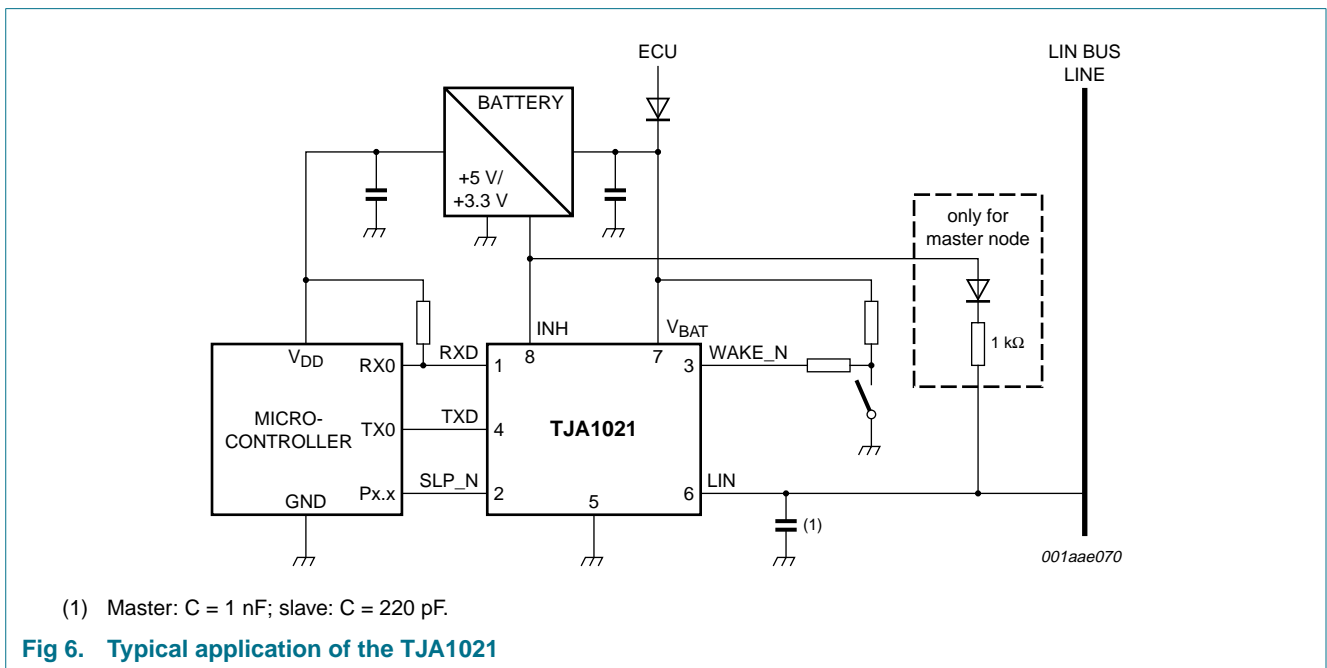 ECU
LIN BUS
LINE
BATTERY
+5 V/
+3.3 V
only for
master node
1 kΩ
INH
VBAT
8
7
VDD
RX0
RXD
1
3
WAKE_N
MICRO-
CONTROLLER
TX0
TXD
4
TJA1021
Px.x
SLP_N
2
6
LIN
GND
5
(1)
001aae070
(1) Master: C = 1 nF; slave: C = 220 pF.
Fig 6. Typical application of the TJA1021